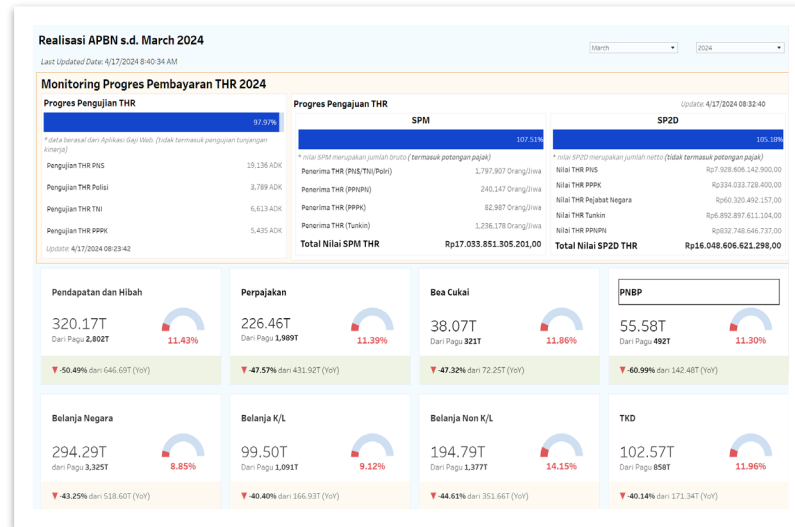 Realisasi APBN s.d. March 2024
March
2024
Last Updated Date: 4/17/2024 8:40:34 AM
Monitoring Progres Pembayaran THR 2024
Progres Pengujian THR
97.97%
* data berasal dari Aplikasi Gaji Web. (tidak termasuk pengujian tunjangan
kinerja)
Pengujian THR PNS 19,136 ADK
Pengujian THR Polisi 3,789 ADK
Pengujian THR TNI 6,613 ADK
Pengujian THR PPPK 5,435 ADK
Update: 4/17/2024 08:23:42
Progres Pengajuan THR
Update: 4/17/2024 08:32:40
SPM
107.51%
* nilai SPM merupakan jumlah bruto ( termasuk potongan pajak)
Penerima THR (PNS/TNI/Polri) 1,797,907 Orang/Jiwa
Penerima THR (PPNPN) 240,147 Orang/Jiwa
Penerima THR (PPPK) 82,987 Orang/Jiwa
Penerima THR (Tunkin) 1,236,178 Orang/Jiwa
Total Nilai SPM THR Rp17.033.851.305.201,00
SP2D
105.18%
* nilai SP2D merupakan jumlah netto (tidak termasuk potongan pajak)
Nilai THR PNS Rp7.928.606.142.900,00
Nilai THR PPPK Rp334.033.728.400,00
Nilai THR Pejabat Negara Rp60.320.492.157,00
Nilai THR Tunkin Rp6.892.897.611.104,00
Nilai THR PPNPN Rp832.748.646.737,00
Total Nilai SP2D THR Rp16.048.606.621.298,00
Pendapatan dan Hibah
320.17T
Dari Pagu 2,802T
11.43%
▼ -50.49% dari 646.69T (YoY)
Perpajakan
226.46T
Dari Pagu 1,989T
11.39%
▼ -47.57% dari 431.92T (YoY)
Bea Cukai
38.07T
Dari Pagu 321T
11.86%
▼ -47.32% dari 72.25T (YoY)
PNBP
55.58T
Dari Pagu 492T
11.30%
▼ -60.99% dari 142.48T (YoY)
Belanja Negara
294.29T
dari Pagu 3,325T
8.85%
▼ -43.25% dari 518.60T (YoY)
Belanja K/L
99.50T
Dari Pagu 1,091T
9.12%
▼ -40.40% dari 166.93T (YoY)
Belanja Non K/L
194.79T
Dari Pagu 1,377T
14.15%
▼ -44.61% dari 351.66T (YoY)
TKD
102.57T
Dari Pagu 858T
11.96%
▼ -40.14% dari 171.34T (YoY)